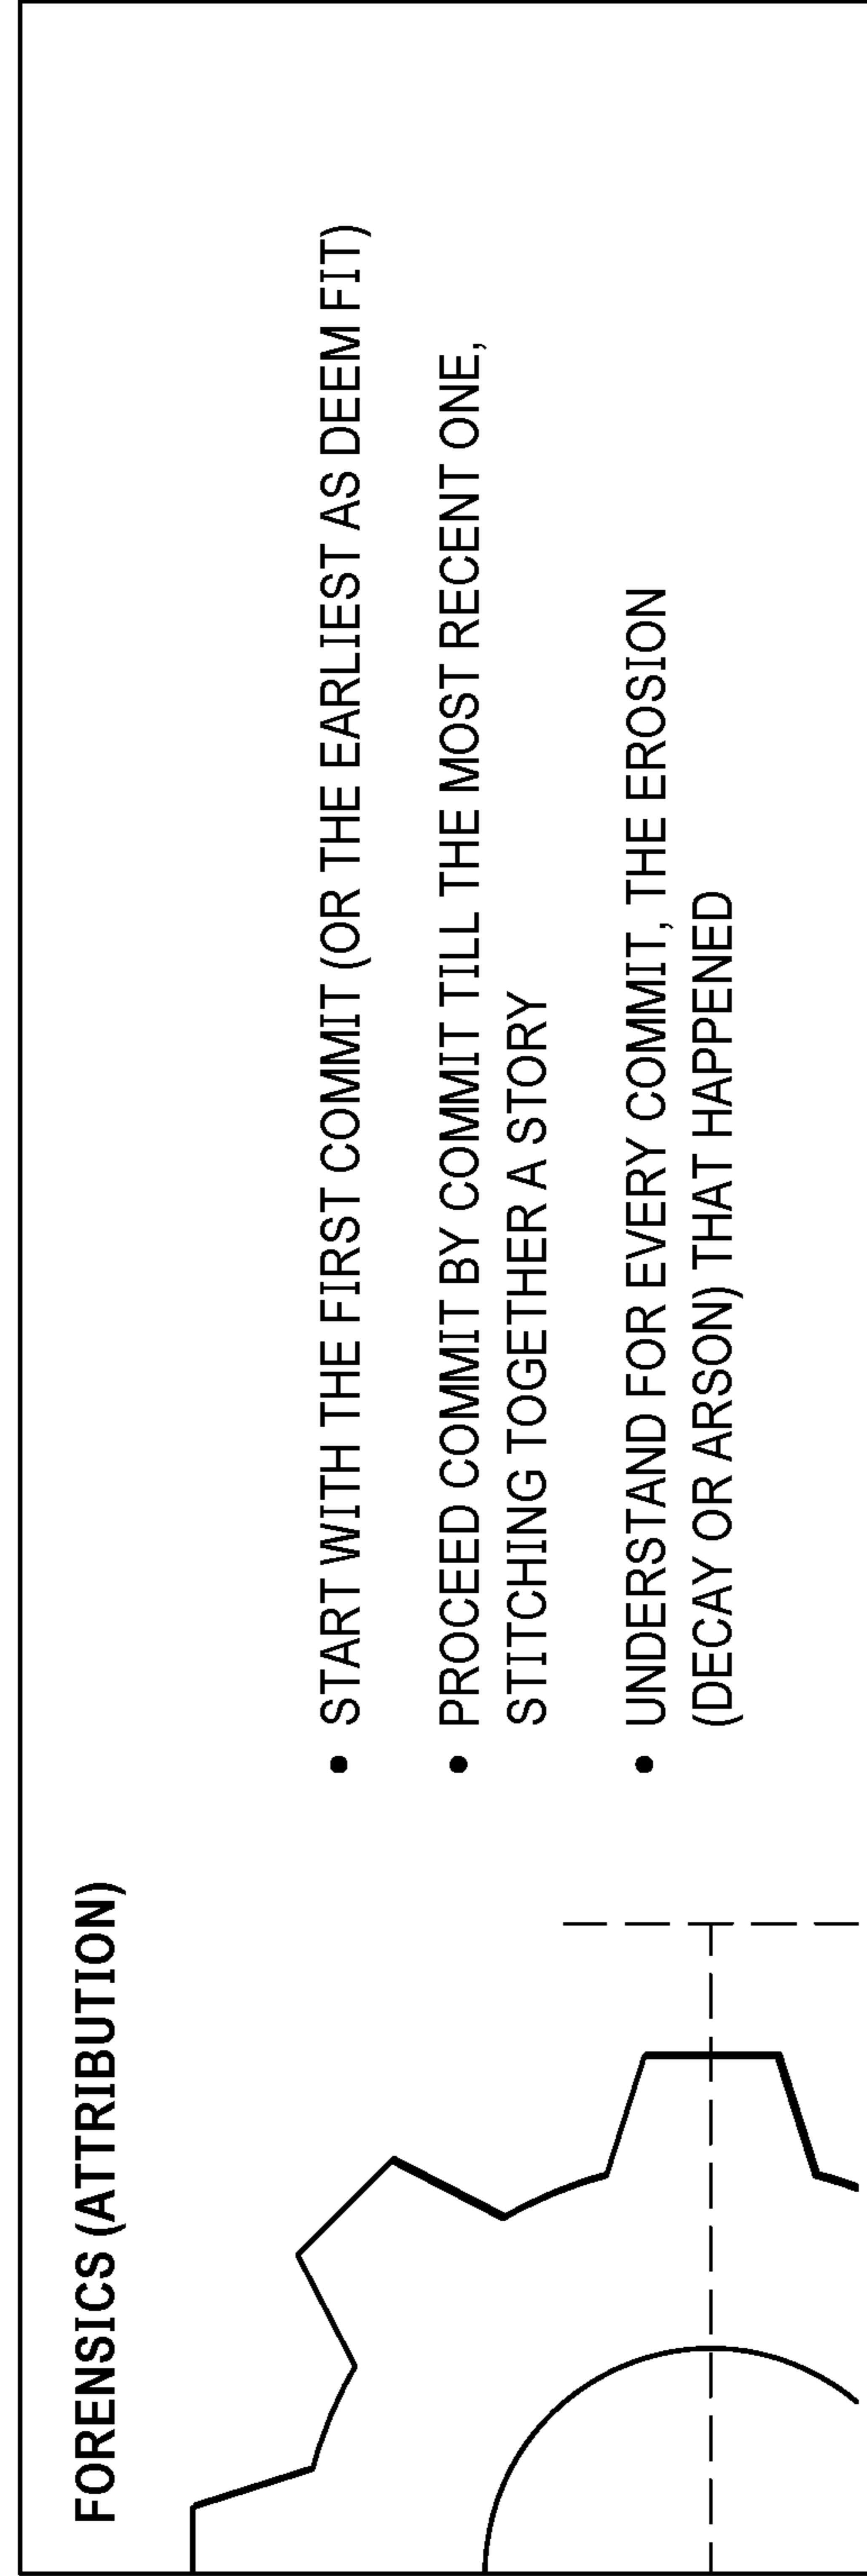 FORENSICS (ATTRIBUTION)
• START WITH THE FIRST COMMIT (OR THE EARLIEST AS DEEM FIT)
• PROCEED COMMIT BY COMMIT TILL THE MOST RECENT ONE,
STITCHING TOGETHER A STORY
• UNDERSTAND FOR EVERY COMMIT, THE EROSION
(DECAY OR ARSON) THAT HAPPENED